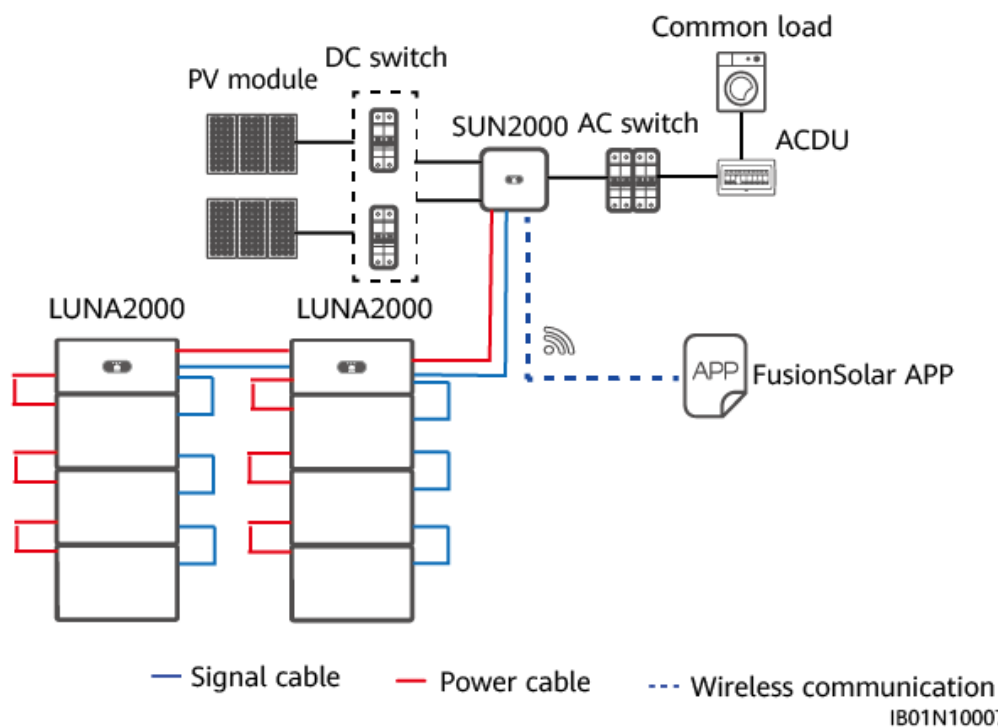 Common load
DC switch
PV module
SUN2000
AC switch
ACDU
LUNA2000
LUNA2000
APP
FusionSolar APP
Signal cable
Power cable
Wireless communication